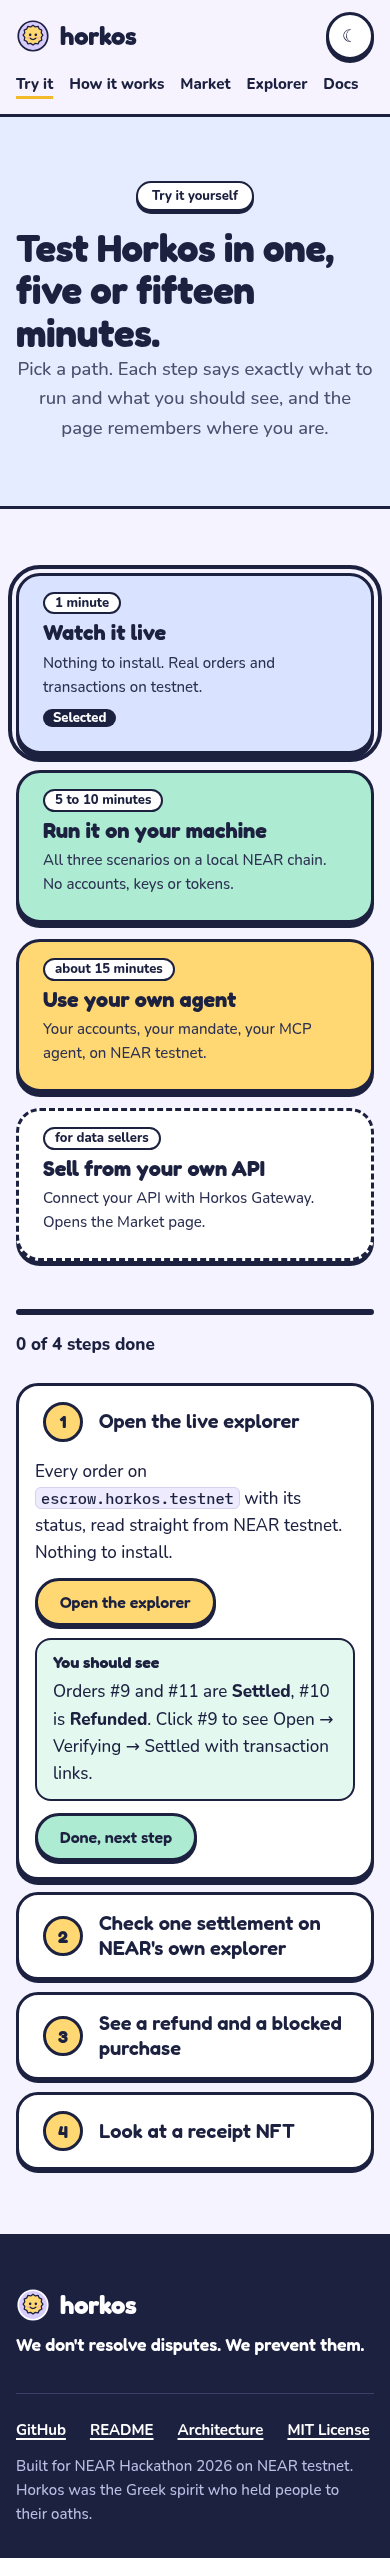 horkos
Try it How it works Market Explorer Docs
Try it yourself
Test Horkos in one,
five or fifteen
minutes.
Pick a path. Each step says exactly what to
run and what you should see, and the
page remembers where you are.
1 minute
Watch it live
Nothing to install. Real orders and
transactions on testnet.
Selected
5 to 10 minutes
Run it on your machine
All three scenarios on a local NEAR chain.
No accounts, keys or tokens.
about 15 minutes
Use your own agent
Your accounts, your mandate, your MCP
agent, on NEAR testnet.
for data sellers
Sell from your own API
Connect your API with Horkos Gateway.
Opens the Market page.
0 of 4 steps done
1 Open the live explorer
Every order on
escrow.horkos.testnet with its
status, read straight from NEAR testnet.
Nothing to install.
Open the explorer
You should see
Orders #9 and #11 are Settled, #10
is Refunded. Click #9 to see Open →
Verifying → Settled with transaction
links.
Done, next step
2 Check one settlement on
NEAR's own explorer
3 See a refund and a blocked
purchase
4 Look at a receipt NFT
horkos
We don't resolve disputes. We prevent them.
GitHub README Architecture MIT License
Built for NEAR Hackathon 2026 on NEAR testnet.
Horkos was the Greek spirit who held people to
their oaths.